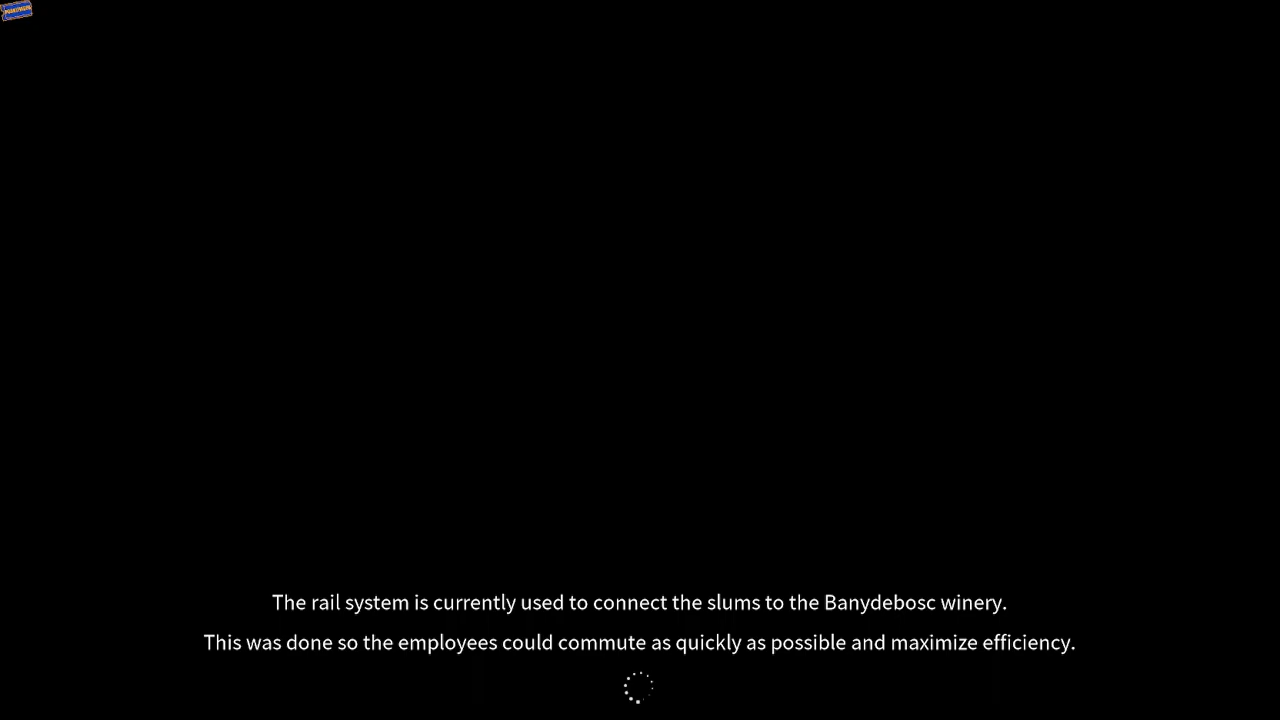 The rail system is currently used to connect the slums to the Banydebosc winery.
This was done so the employees could commute as quickly as possible and maximize efficiency.